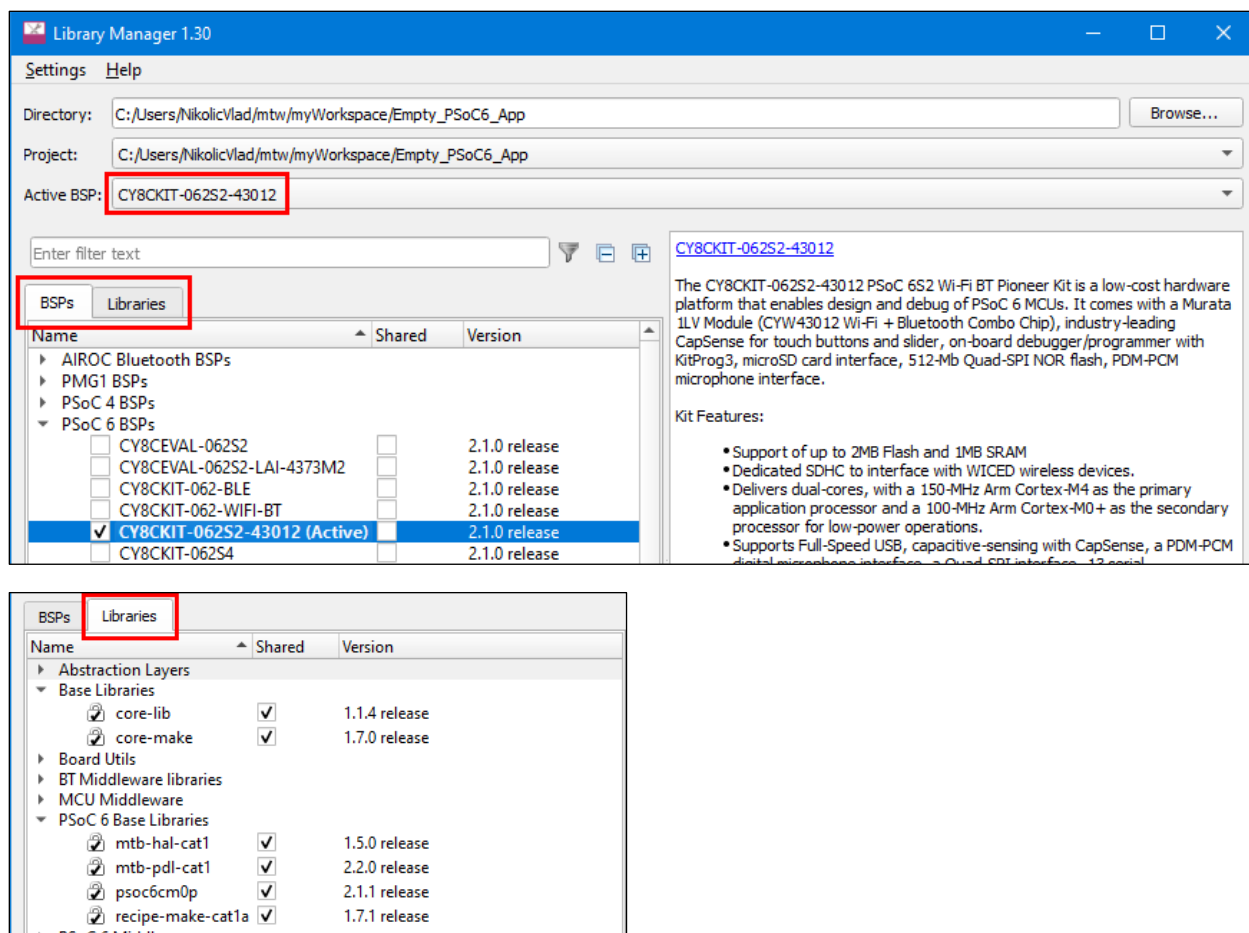 Library Manager 1.30
Settings Help
Directory: C:/Users/NikolicVlad/mtw/myWorkspace/Empty_PSoC6_App Browse...
Project: C:/Users/NikolicVlad/mtw/myWorkspace/Empty_PSoC6_App
Active BSP: CY8CKIT-062S2-43012
Enter filter text
BSPs Libraries
Name Shared Version
AIROC Bluetooth BSPs
PMG1 BSPs
PSoC 4 BSPs
PSoC 6 BSPs
CY8CEVAL-062S2 2.1.0 release
CY8CEVAL-062S2-LAI-4373M2 2.1.0 release
CY8CKIT-062-BLE 2.1.0 release
CY8CKIT-062-WIFI-BT 2.1.0 release
CY8CKIT-062S2-43012 (Active) 2.1.0 release
CY8CKIT-062S4 2.1.0 release
CY8CKIT-062S2-43012
The CY8CKIT-062S2-43012 PSoC 6S2 Wi-Fi BT Pioneer Kit is a low-cost hardware
platform that enables design and debug of PSoC 6 MCUs. It comes with a Murata
1LV Module (CYW43012 Wi-Fi + Bluetooth Combo Chip), industry-leading
CapSense for touch buttons and slider, on-board debugger/programmer with
KitProg3, microSD card interface, 512-Mb Quad-SPI NOR flash, PDM-PCM
microphone interface.
Kit Features:
• Support of up to 2MB Flash and 1MB SRAM
• Dedicated SDHC to interface with WICED wireless devices.
• Delivers dual-cores, with a 150-MHz Arm Cortex-M4 as the primary
application processor and a 100-MHz Arm Cortex-M0+ as the secondary
processor for low-power operations.
• Supports Full-Speed USB, capacitive-sensing with CapSense, a PDM-PCM
digital microphone interface, a Quad-SPI interface, 13 serial
BSPs Libraries
Name Shared Version
Abstraction Layers
Base Libraries
core-lib 1.1.4 release
core-make 1.7.0 release
Board Utils
BT Middleware libraries
MCU Middleware
PSoC 6 Base Libraries
mtb-hal-cat1 1.5.0 release
mtb-pdl-cat1 2.2.0 release
psoc6cm0p 2.1.1 release
recipe-make-cat1a 1.7.1 release